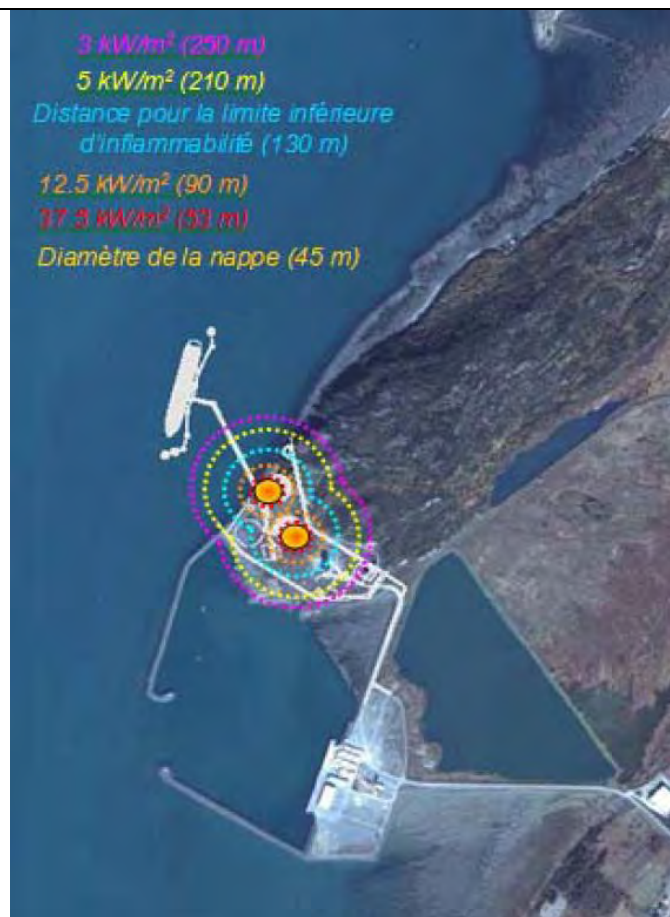 3 kW/m² (250 m)
5 kW/m² (210 m)
Distance pour la limite inférieure
d'inflammabilité (130 m)
12.5 kW/m² (90 m)
37.5 kW/m² (53 m)
Diamètre de la nappe (45 m)